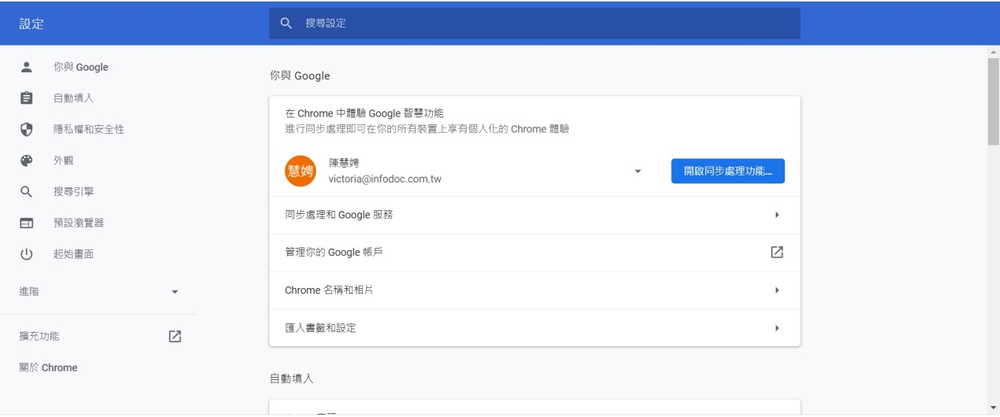 設定
搜尋設定
你與 Google
自動填入
隱私權和安全性
外觀
搜尋引擎
預設瀏覽器
起始畫面
進階
擴充功能
關於 Chrome
你與 Google
在 Chrome 中體驗 Google 智慧功能
進行同步處理即可在你的所有裝置上享有個人化的 Chrome 體驗
慧娉
陳慧娉
victoria@infodoc.com.tw
開啟同步處理功能...
同步處理和 Google 服務
管理你的 Google 帳戶
Chrome 名稱和相片
匯入書籤和設定
自動填入